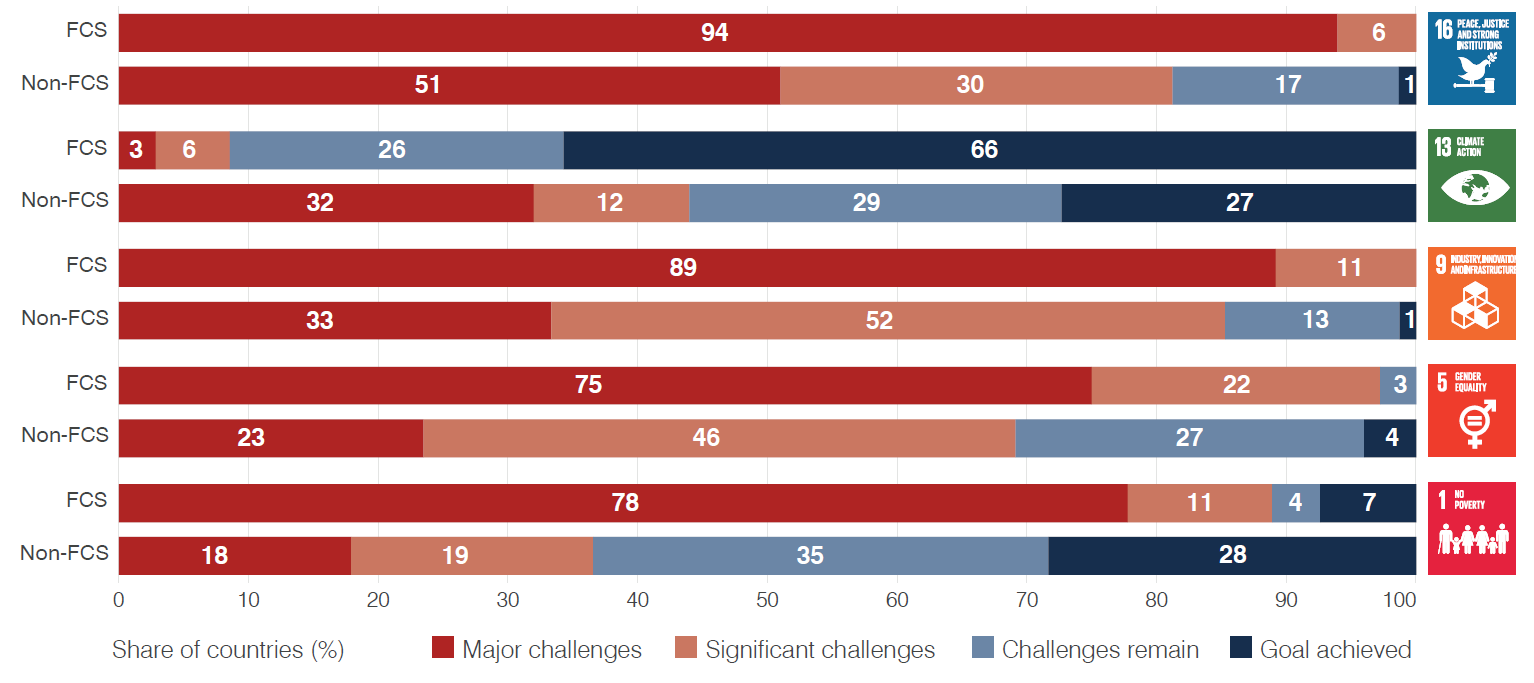 FCS 94 6
16 PEACE, JUSTICE
AND STRONG
INSTITUTIONS
Non-FCS 51 30 17 1
FCS 3 6 26 66
13 CLIMATE
ACTION
Non-FCS 32 12 29 27
FCS 89 11
9 INDUSTRY, INNOVATION
AND INFRASTRUCTURE
Non-FCS 33 52 13 1
FCS 75 22 3
5 GENDER
EQUALITY
Non-FCS 23 46 27 4
FCS 78 11 4 7
1 NO
POVERTY
Non-FCS 18 19 35 28
0 10 20 30 40 50 60 70 80 90 100
Share of countries (%) Major challenges Significant challenges Challenges remain Goal achieved